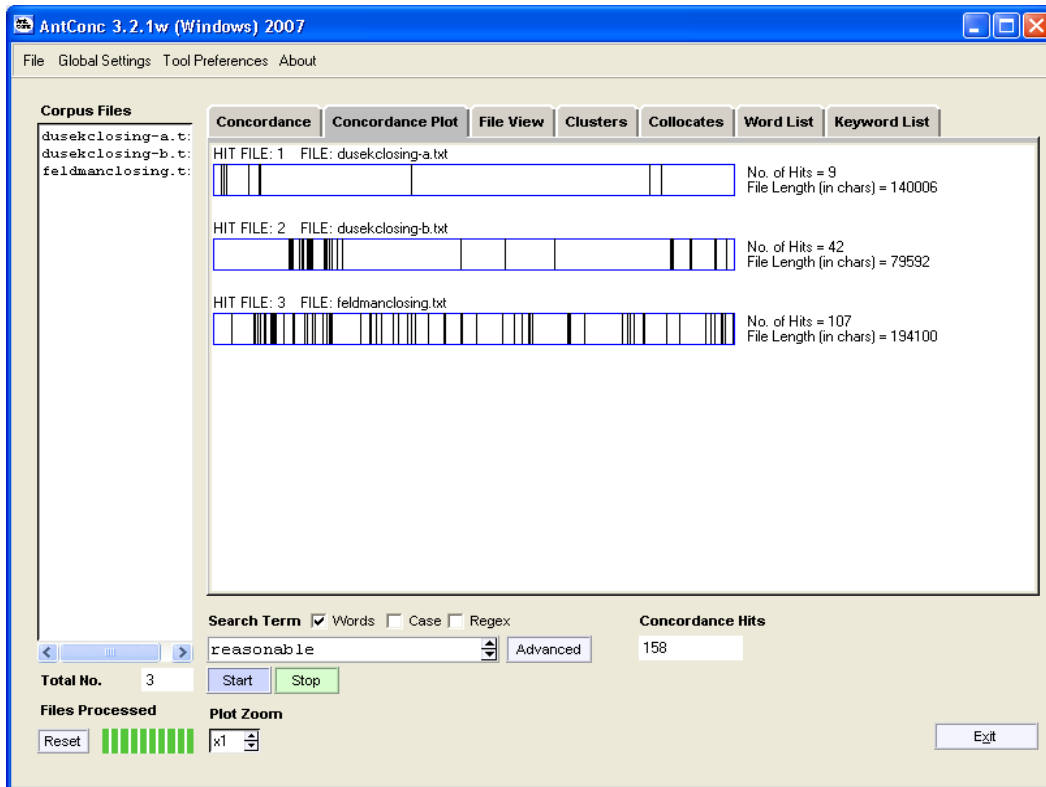 AntConc 3.2.1w (Windows) 2007
File Global Settings Tool Preferences About
Corpus Files
dusekclosing-a.t:
dusekclosing-b.t:
feldmanclosing.t:
Concordance Concordance Plot File View Clusters Collocates Word List Keyword List
HIT FILE: 1 FILE: dusekclosing-a.txt
No. of Hits = 9
File Length (in chars) = 140006
HIT FILE: 2 FILE: dusekclosing-b.txt
No. of Hits = 42
File Length (in chars) = 79592
HIT FILE: 3 FILE: feldmanclosing.txt
No. of Hits = 107
File Length (in chars) = 194100
Search Term Words Case Regex
Concordance Hits
reasonable Advanced 158
Total No. 3
Start Stop
Files Processed
Plot Zoom
Reset x1
Exit